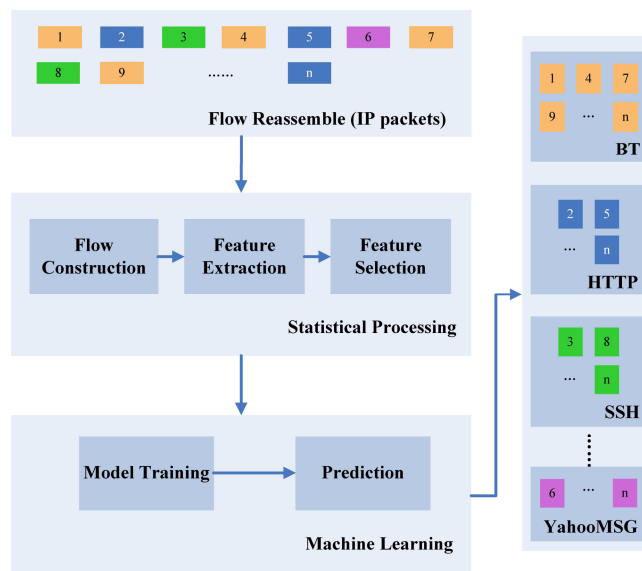 1 2 3 4 5 6 7
8 9 ...... n
Flow Reassemble (IP packets)
Flow Construction
Feature Extraction
Feature Selection
Statistical Processing
Model Training
Prediction
Machine Learning
1 4 7
9 ... n
BT
2 5
... n
HTTP
3 8
... n
SSH
6 ... n
YahooMSG